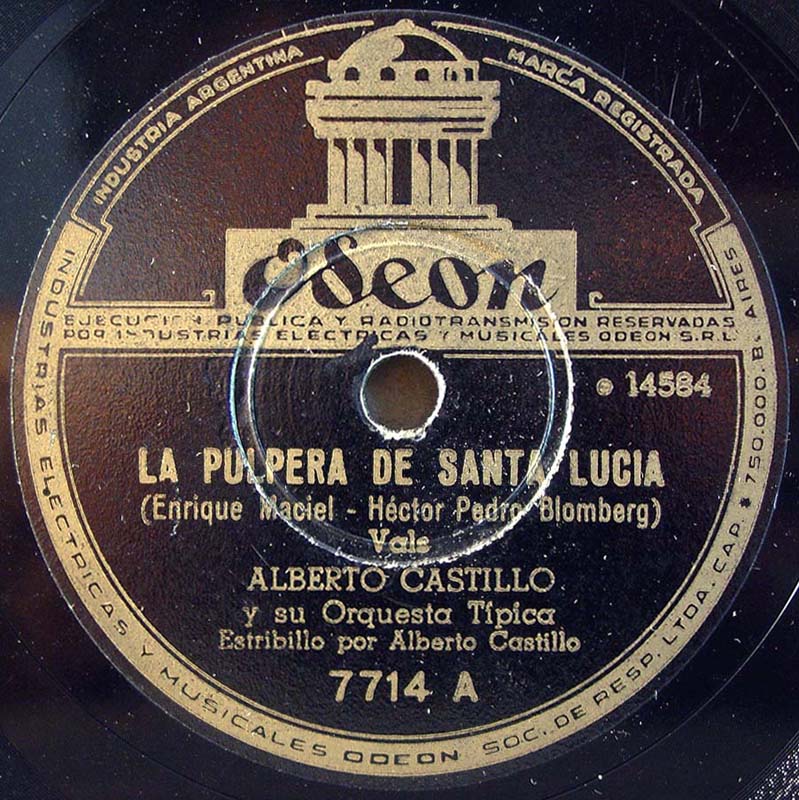 INDUSTRIA ARGENTINA
MARCA REGISTRADA
Odeon
EJECUCION PUBLICA Y RADIOTRANSMISION RESERVADAS
POR INDUSTRIAS ELECTRICAS Y MUSICALES ODEON S.R.L.
e 14584
LA PULPERA DE SANTA LUCIA
(Enrique Maciel - Héctor Pedro Blomberg)
Vals
ALBERTO CASTILLO
y su Orquesta Típica
Estribillo por Alberto Castillo
7714 A
INDUSTRIAS ELECTRICAS Y MUSICALES ODEON SOC. DE RESP. LTDA. CAP. $ 750.000. B. AIRES